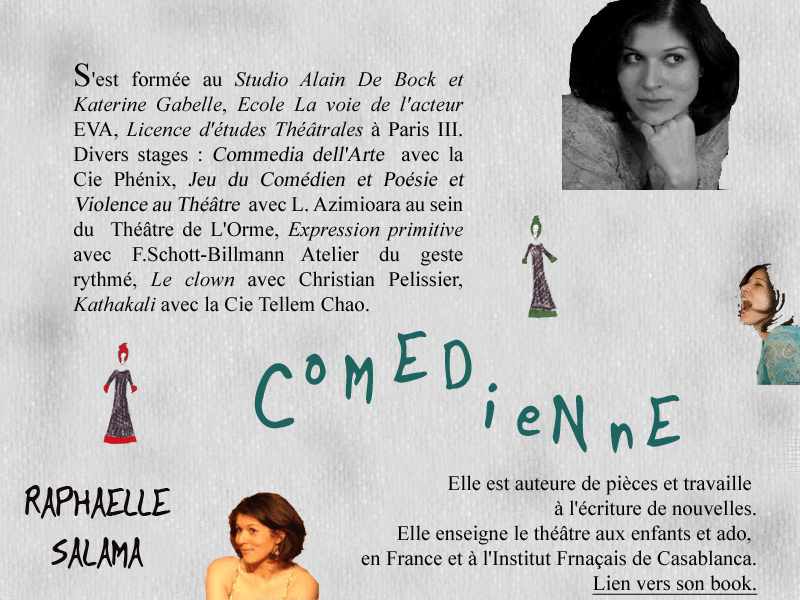 S'est formée au Studio Alain De Bock et
Katerine Gabelle, Ecole La voie de l'acteur
EVA, Licence d'études Théâtrales à Paris III.
Divers stages : Commedia dell'Arte avec la
Cie Phénix, Jeu du Comédien et Poésie et
Violence au Théâtre avec L. Azimioara au sein
du Théâtre de L'Orme, Expression primitive
avec F.Schott-Billmann Atelier du geste
rythmé, Le clown avec Christian Pelissier,
Kathakali avec la Cie Tellem Chao.
COMEDieNnE
RAPHAELLE
SALAMA
Elle est auteure de pièces et travaille
à l'écriture de nouvelles.
Elle enseigne le théâtre aux enfants et ado,
en France et à l'Institut Frnaçais de Casablanca.
Lien vers son book.